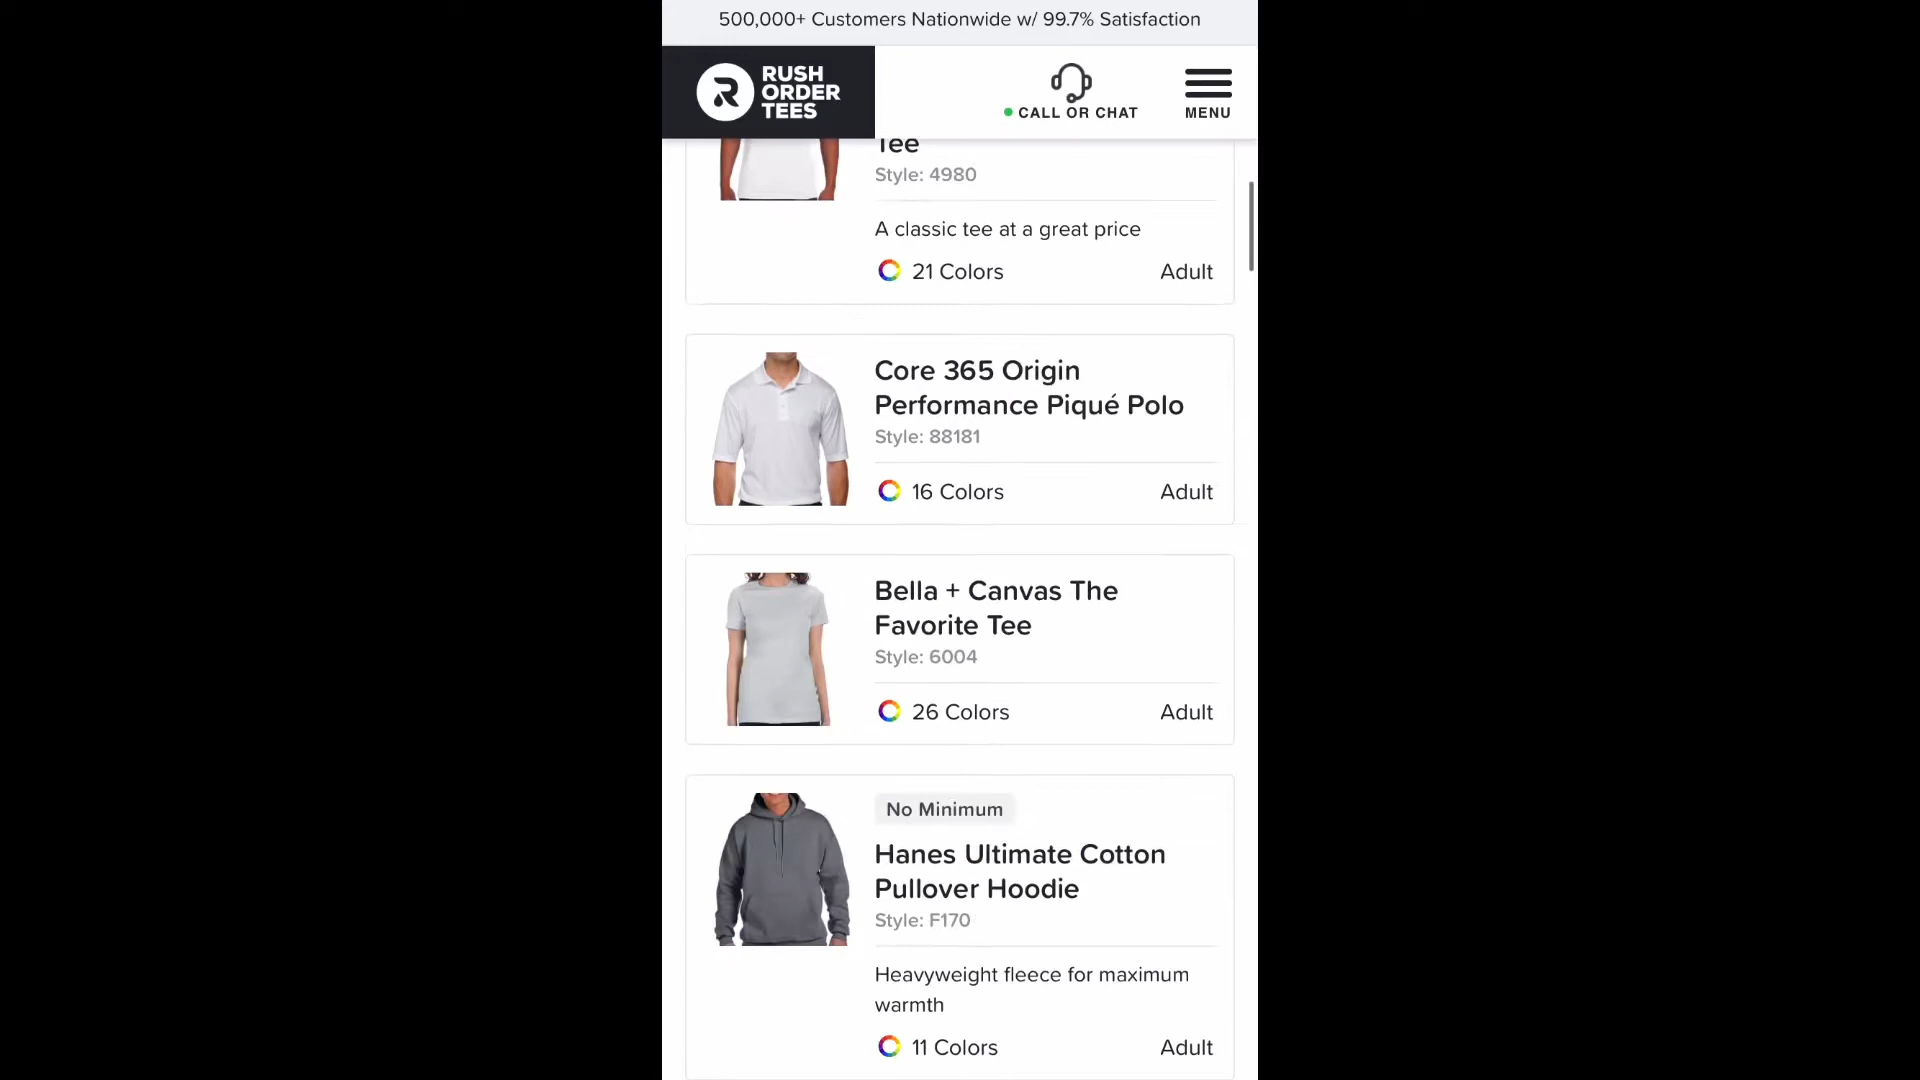 500,000+ Customers Nationwide w/ 99.7% Satisfaction
RUSH
ORDER
TEES
CALL OR CHAT
MENU
Tee
Style: 4980
A classic tee at a great price
21 Colors
Adult
Core 365 Origin
Performance Piqué Polo
Style: 88181
16 Colors
Adult
Bella + Canvas The
Favorite Tee
Style: 6004
26 Colors
Adult
No Minimum
Hanes Ultimate Cotton
Pullover Hoodie
Style: F170
Heavyweight fleece for maximum
warmth
11 Colors
Adult